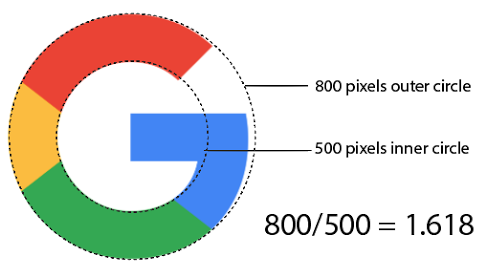 800 pixels outer circle
500 pixels inner circle
800/500 = 1.618